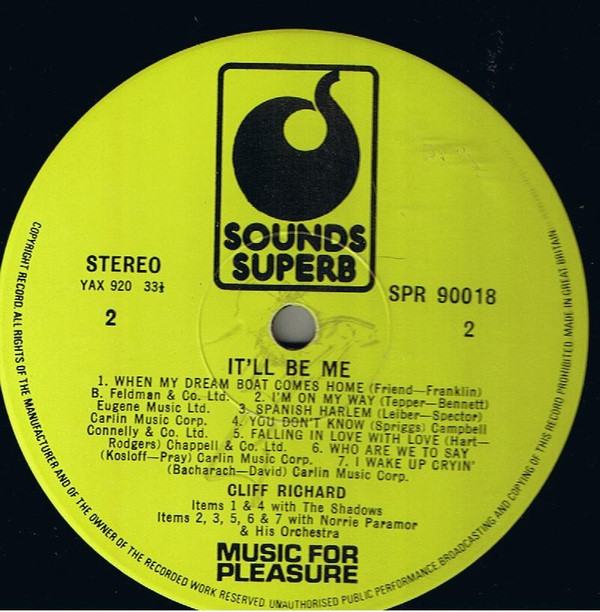 SOUNDS
SUPERB
STEREO
YAX 920 33⅓
2
SPR 90018
2
IT'LL BE ME
1. WHEN MY DREAM BOAT COMES HOME (Friend—Franklin)
B. Feldman & Co. Ltd. 2. I'M ON MY WAY (Tepper—Bennett)
Eugene Music Ltd. 3. SPANISH HARLEM (Leiber—Spector)
Carlin Music Corp. 4. YOU DON'T KNOW (Spriggs) Campbell
Connelly & Co. Ltd. 5. FALLING IN LOVE WITH LOVE (Hart—
Rodgers) Chappell & Co. Ltd. 6. WHO ARE WE TO SAY
(Kosloff—Pray) Carlin Music Corp. 7. I WAKE UP CRYIN'
(Bacharach—David) Carlin Music Corp.
CLIFF RICHARD
Items 1 & 4 with The Shadows
Items 2, 3, 5, 6 & 7 with Norrie Paramor
& His Orchestra
MUSIC FOR
PLEASURE
COPYRIGHT RECORD. ALL RIGHTS OF THE MANUFACTURER AND OF THE OWNER OF THE RECORDED WORK RESERVED UNAUTHORISED PUBLIC PERFORMANCE BROADCASTING AND COPYING OF THIS RECORD PROHIBITED. MADE IN GREAT BRITAIN.